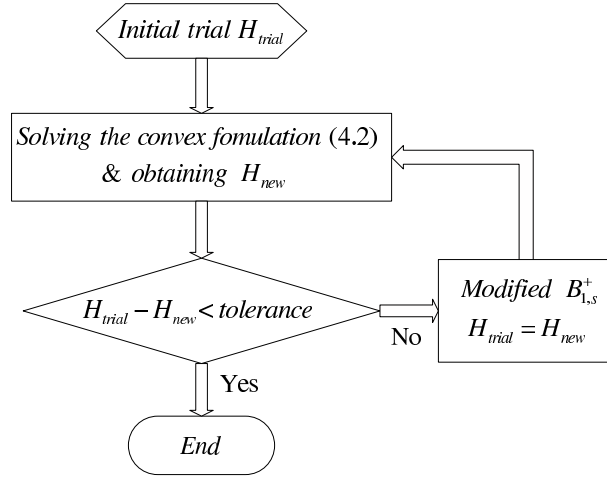 Initial trial H_trial
Solving the convex fomulation (4.2)
& obtaining H_new
H_trial − H_new < tolerance
No
Modified B⁺_1,s
H_trial = H_new
Yes
End